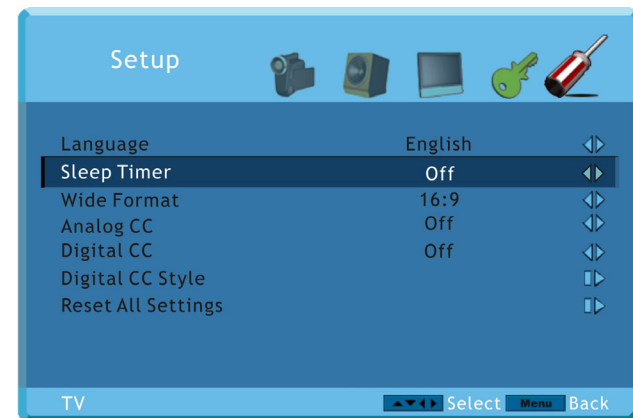 Setup
Language English
Sleep Timer Off
Wide Format 16:9
Analog CC Off
Digital CC Off
Digital CC Style
Reset All Settings
TV Select Menu Back